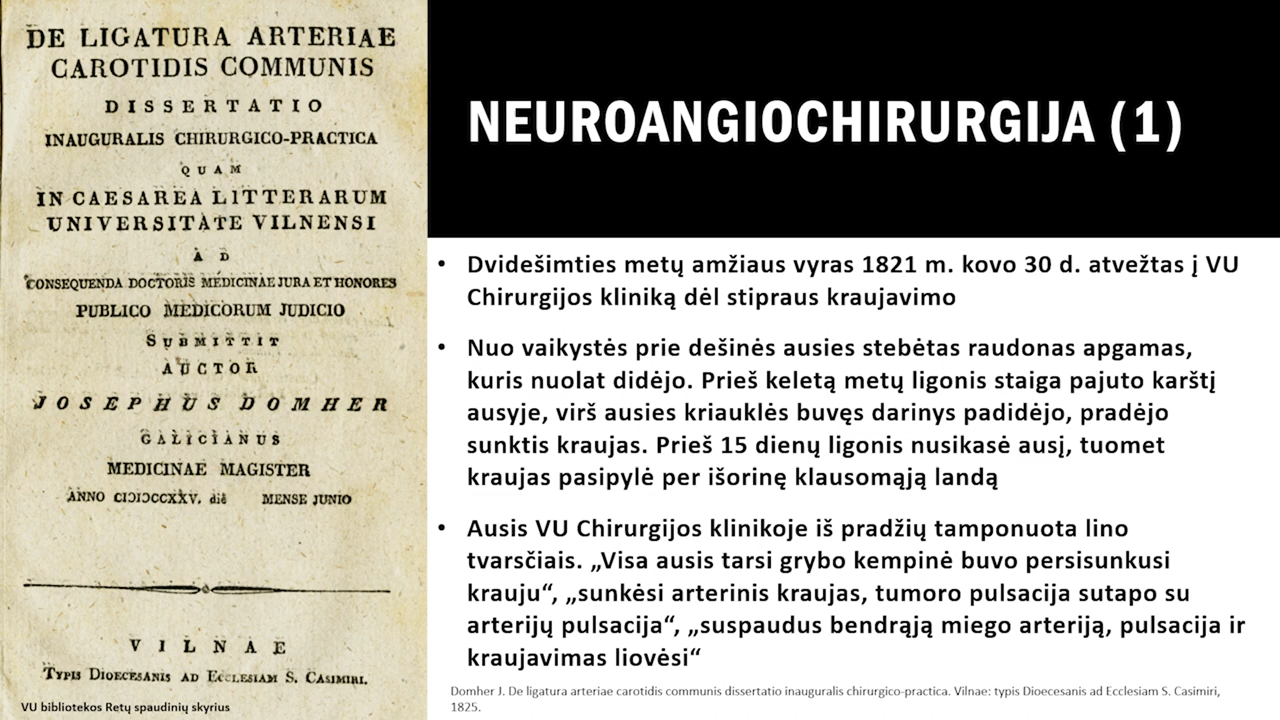 DE LIGATURA ARTERIAE
CAROTIDIS COMMUNIS
DISSERTATIO
INAUGURALIS CHIRURGICO-PRACTICA
QUAM
IN CAESAREA LITTERARUM
UNIVERSITATE VILNENSI
AD
CONSEQUENDA DOCTORIS MEDICINAE JURA ET HONORES
PUBLICO MEDICORUM JUDICIO
SUBMITTIT
AUCTOR
JOSEPHUS DOMHER
GALICIANUS
MEDICINAE MAGISTER
ANNO CIƆIƆCCXXV. diē MENSE JUNIO
VILNAE
TYPIS DIOECESANIS AD ECCLESIAM S. CASIMIRI.
VU bibliotekos Retų spaudinių skyrius
NEUROANGIOCHIRURGIJA (1)
• Dvidešimties metų amžiaus vyras 1821 m. kovo 30 d. atvežtas į VU
Chirurgijos kliniką dėl stipraus kraujavimo
• Nuo vaikystės prie dešinės ausies stebėtas raudonas apgamas,
kuris nuolat didėjo. Prieš keletą metų ligonis staiga pajuto karštį
ausyje, virš ausies kriauklės buvęs darinys padidėjo, pradėjo
sunktis kraujas. Prieš 15 dienų ligonis nusikasė ausį, tuomet
kraujas pasipylė per išorinę klausomąją landą
• Ausis VU Chirurgijos klinikoje iš pradžių tamponuota lino
tvarsčiais. „Visa ausis tarsi grybo kempinė buvo persisunkusi
krauju“, „sunkėsi arterinis kraujas, tumoro pulsacija sutapo su
arterijų pulsacija“, „suspaudus bendrąją miego arteriją, pulsacija ir
kraujavimas liovėsi“
Domher J. De ligatura arteriae carotidis communis dissertatio inauguralis chirurgico-practica. Vilnae: typis Dioecesanis ad Ecclesiam S. Casimiri,
1825.